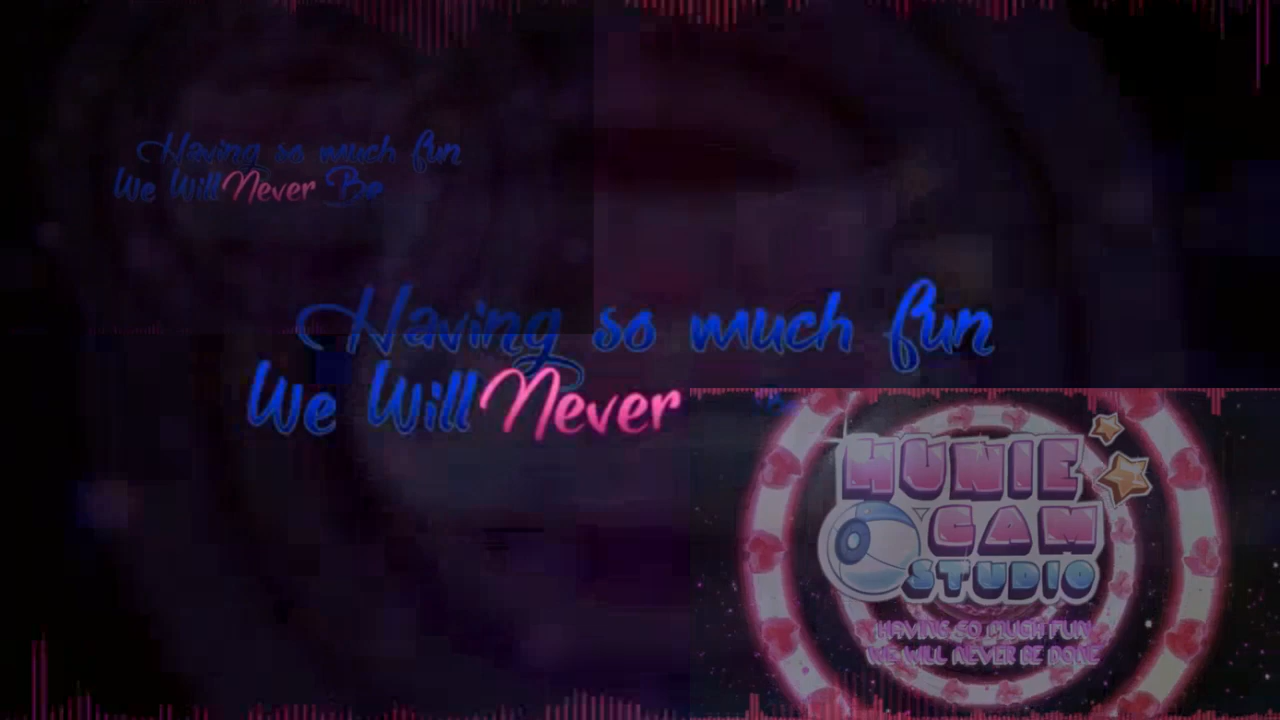 Having so much fun
We Will Never Be
Having so much fun
We Will Never
HUNIE
CAM
STUDIO
HAVING SO MUCH FUN
WE WILL NEVER BE DONE